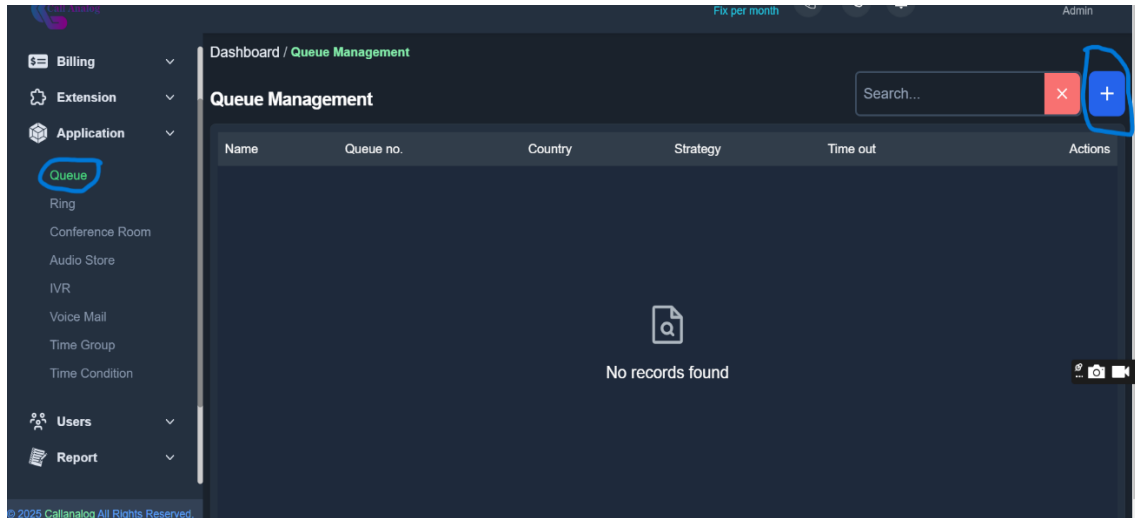 Callanalog
Fix per month
Admin
Billing
Extension
Application
Queue
Ring
Conference Room
Audio Store
IVR
Voice Mail
Time Group
Time Condition
Users
Report
© 2025 Callanalog All Rights Reserved.
Dashboard / Queue Management
Queue Management
Search...
Name Queue no. Country Strategy Time out Actions
No records found